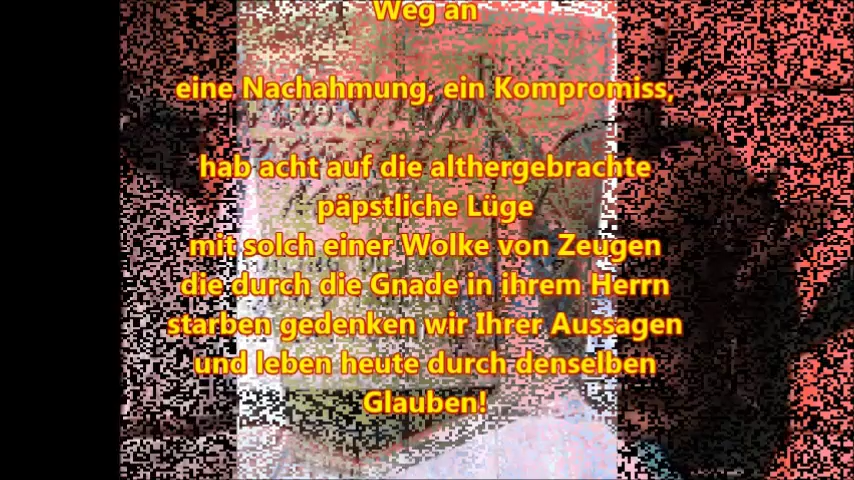 Weg an
eine Nachahmung, ein Kompromiss,
hab acht auf die althergebrachte
päpstliche Lüge
mit solch einer Wolke von Zeugen
die durch die Gnade in ihrem Herrn
starben gedenken wir Ihrer Aussagen
und leben heute durch denselben
Glauben!